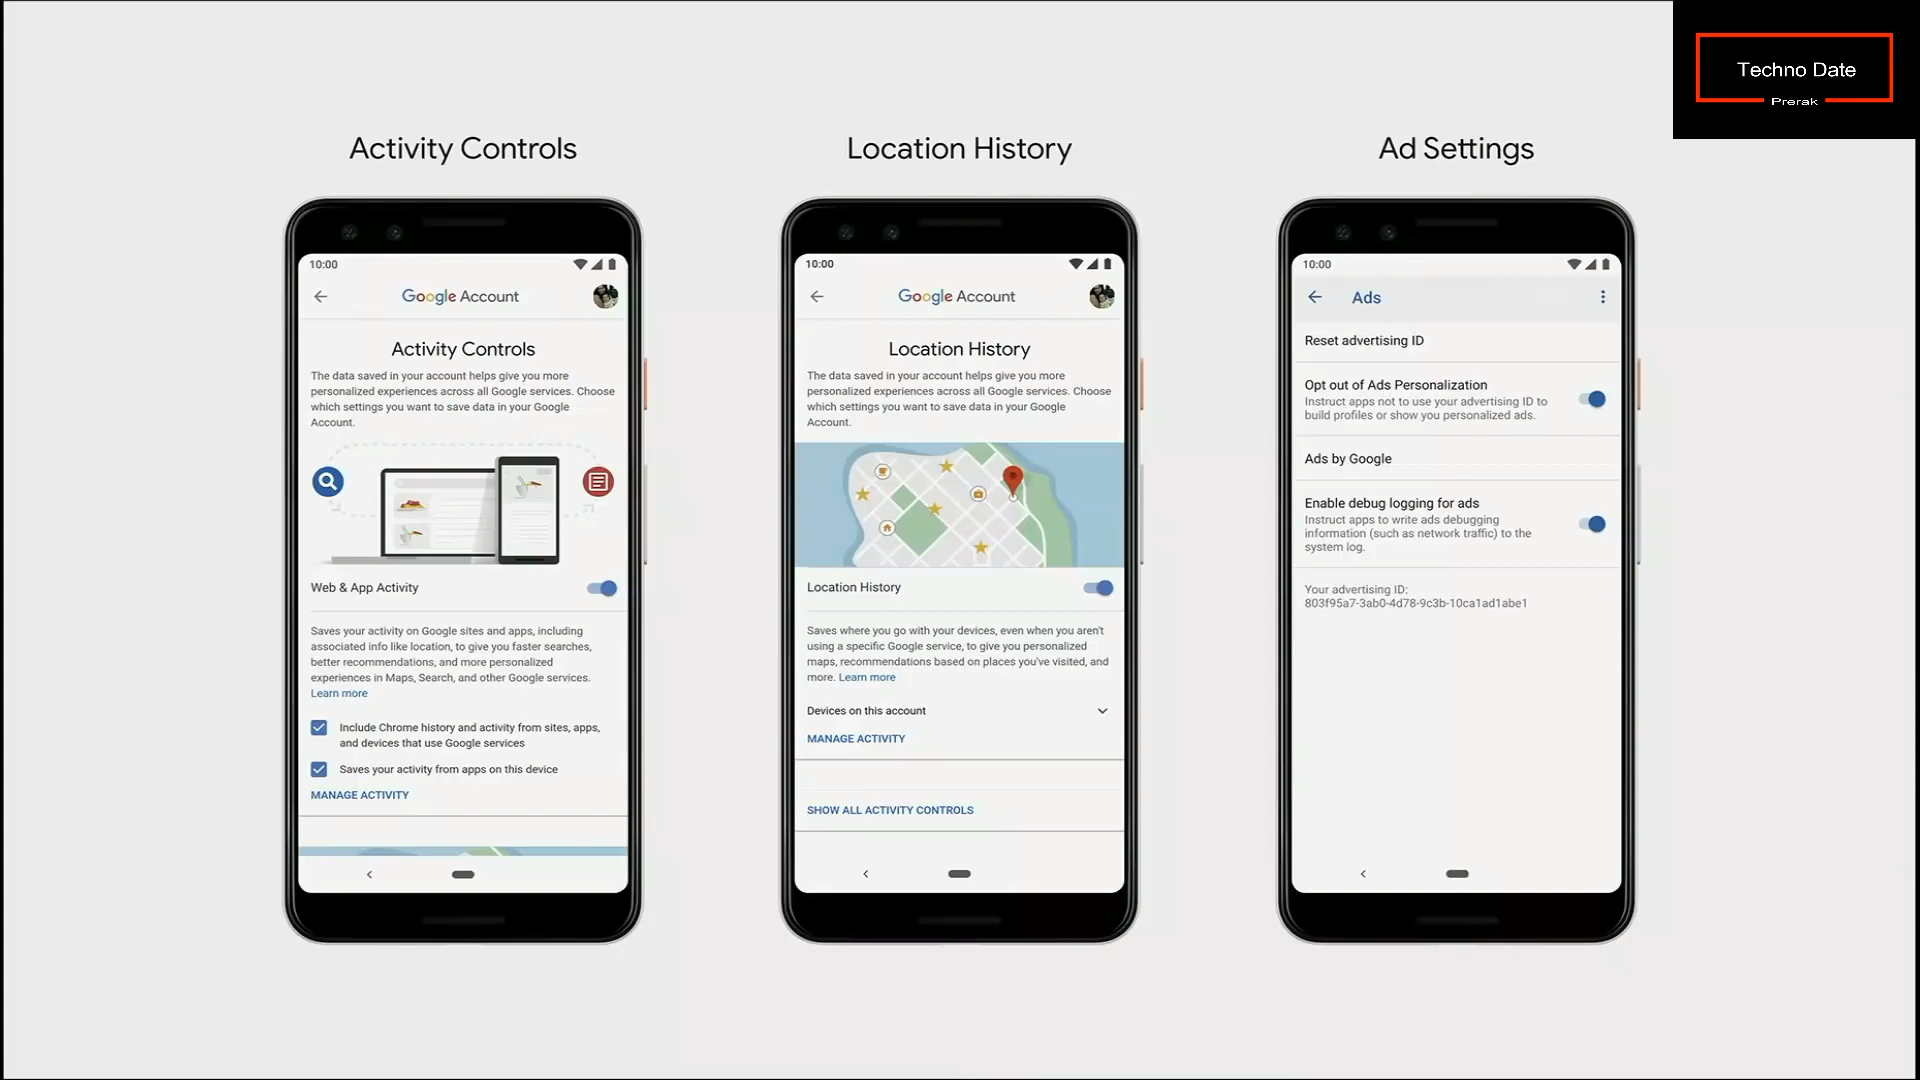 Techno Date
Prerak
Activity Controls
10:00
Google Account
Activity Controls
The data saved in your account helps give you more
personalized experiences across all Google services. Choose
which settings you want to save data in your Google
Account.
Web & App Activity
Saves your activity on Google sites and apps, including
associated info like location, to give you faster searches,
better recommendations, and more personalized
experiences in Maps, Search, and other Google services.
Learn more
Include Chrome history and activity from sites, apps,
and devices that use Google services
Saves your activity from apps on this device
MANAGE ACTIVITY
Location History
10:00
Google Account
Location History
The data saved in your account helps give you more
personalized experiences across all Google services. Choose
which settings you want to save data in your Google
Account.
Location History
Saves where you go with your devices, even when you aren't
using a specific Google service, to give you personalized
maps, recommendations based on places you've visited, and
more. Learn more
Devices on this account
MANAGE ACTIVITY
SHOW ALL ACTIVITY CONTROLS
Ad Settings
10:00
Ads
Reset advertising ID
Opt out of Ads Personalization
Instruct apps not to use your advertising ID to
build profiles or show you personalized ads.
Ads by Google
Enable debug logging for ads
Instruct apps to write ads debugging
information (such as network traffic) to the
system log.
Your advertising ID:
803f95a7-3ab0-4d78-9c3b-10ca1ad1abe1